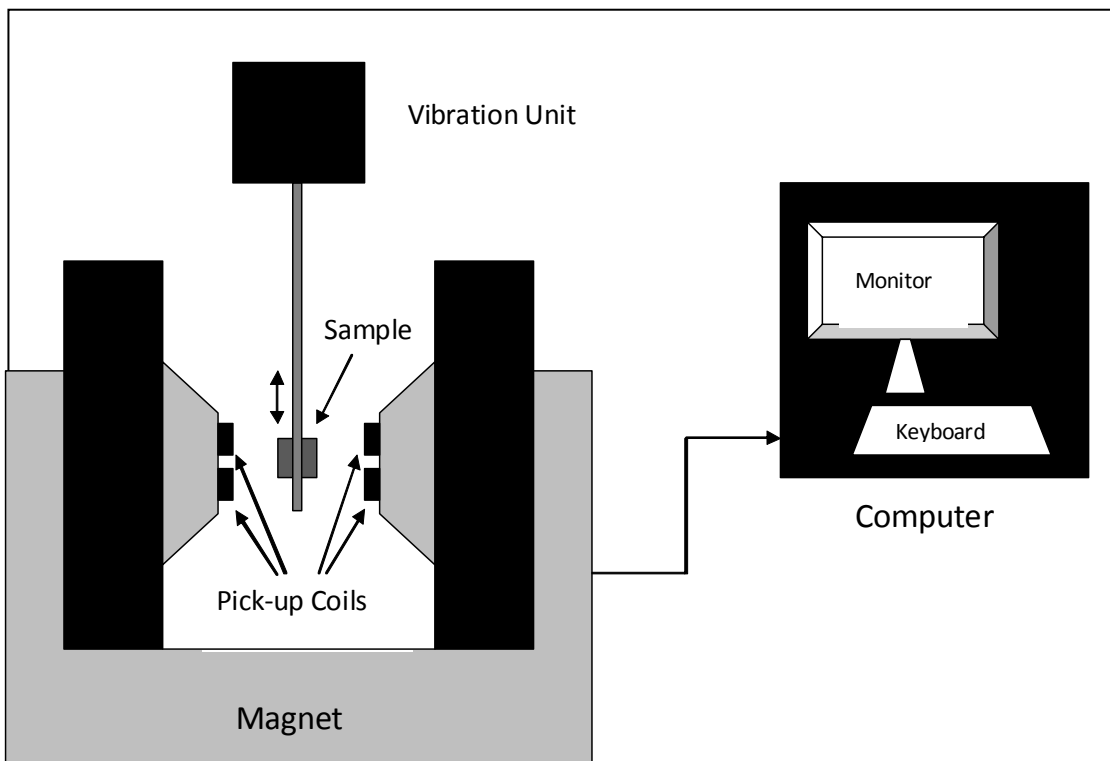 Vibration Unit
Monitor
Sample
Keyboard
Computer
Pick-up Coils
Magnet